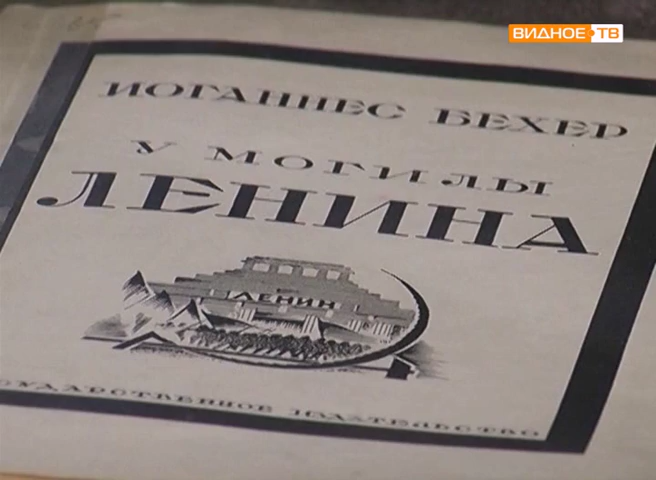 ВИДНОЕ ТВ
ИОГАННЕС БЕХЕР
У МОГИЛЫ
ЛЕНИНА
ЛЕНИН
ГОСУДАРСТВЕННОЕ ИЗДАТЕЛЬСТВО